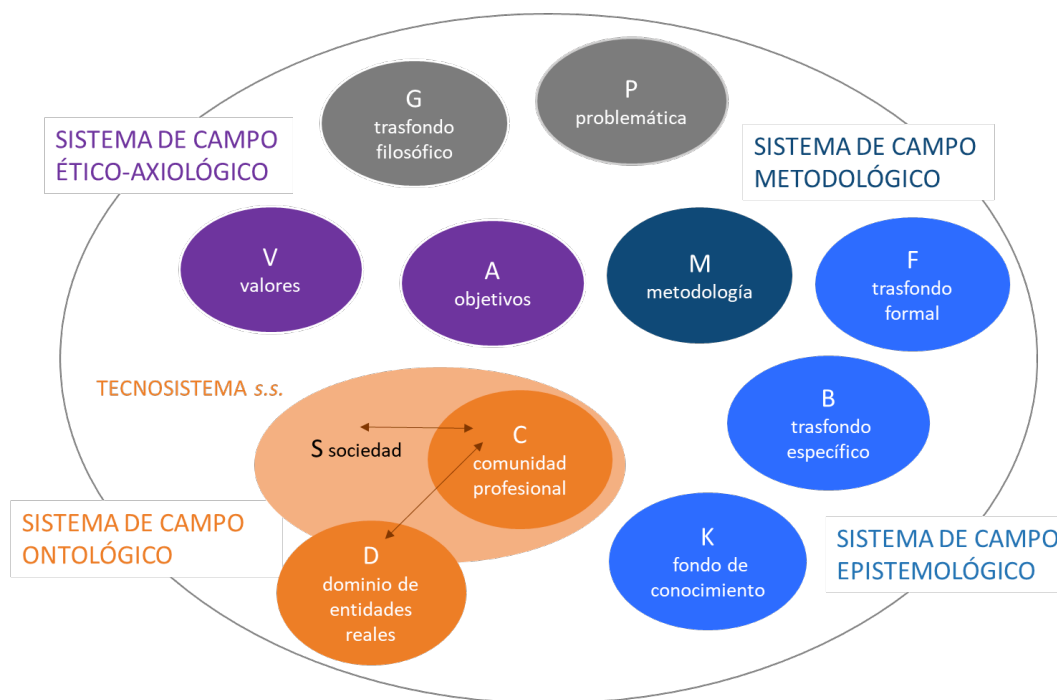 G
trasfondo
filosófico
P
problemática
SISTEMA DE CAMPO
ÉTICO-AXIOLÓGICO
SISTEMA DE CAMPO
METODOLÓGICO
V
valores
A
objetivos
M
metodología
F
trasfondo
formal
TECNOSISTEMA s.s.
S sociedad
C
comunidad
profesional
B
trasfondo
específico
SISTEMA DE CAMPO
ONTOLÓGICO
D
dominio de
entidades
reales
K
fondo de
conocimiento
SISTEMA DE CAMPO
EPISTEMOLÓGICO